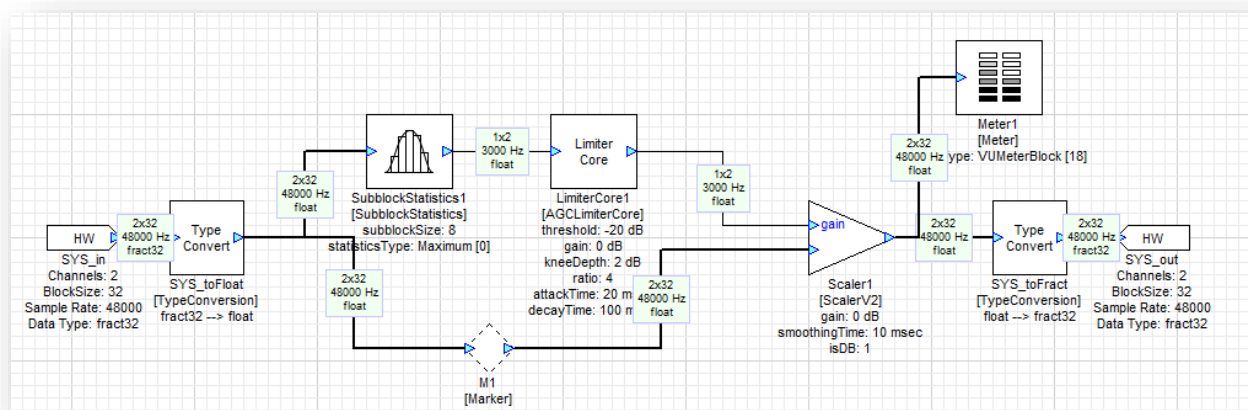 HW
SYS_in
Channels: 2
BlockSize: 32
Sample Rate: 48000
Data Type: fract32
2x32
48000 Hz
fract32
Type
Convert
SYS_toFloat
[TypeConversion]
fract32 --> float
2x32
48000 Hz
float
2x32
48000 Hz
float
SubblockStatistics1
[SubblockStatistics]
subblockSize: 8
statisticsType: Maximum [0]
1x2
3000 Hz
float
Limiter
Core
LimiterCore1
[AGCLimiterCore]
threshold: -20 dB
gain: 0 dB
kneeDepth: 2 dB
ratio: 4
attackTime: 20 m
decayTime: 100 m
M1
[Marker]
2x32
48000 Hz
float
1x2
3000 Hz
float
gain
Scaler1
[ScalerV2]
gain: 0 dB
smoothingTime: 10 msec
isDB: 1
2x32
48000 Hz
float
Meter1
[Meter]
ype: VUMeterBlock [18]
2x32
48000 Hz
float
Type
Convert
SYS_toFract
[TypeConversion]
float --> fract32
2x32
48000 Hz
fract32
HW
SYS_out
Channels: 2
BlockSize: 32
Sample Rate: 48000
Data Type: fract32